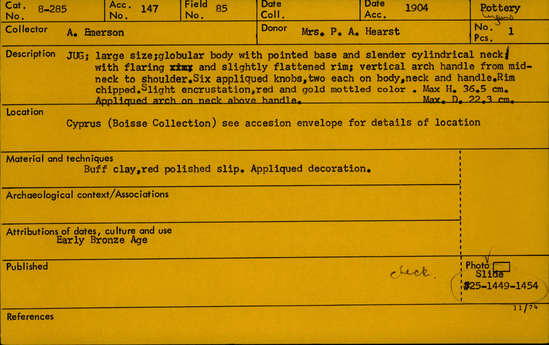 Cat. No. 8-285 Acc. No. 147 Field No. 85 Date Coll. Date Acc. 1904 Pottery
Collector A. Emerson Donor Mrs. P. A. Hearst No. Pcs. 1
Description JUG; large size;globular body with pointed base and slender cylindrical neck
with flaring rim; and slightly flattened rim; vertical arch handle from mid-
neck to shoulder.Six appliqued knobs,two each on body,neck and handle.Rim
chipped.Slight encrustation,red and gold mottled color . Max H. 36.5 cm.
Appliqued arch on neck above handle. Max. D. 22.3 cm.
Location
Cyprus (Boisse Collection) see accesion envelope for details of location
Material and techniques
Buff clay,red polished slip. Appliqued decoration.
Archaeological context/Associations
Attributions of dates, culture and use
Early Bronze Age
Published check. Photo
Slide
#25-1449-1454
11/74
References